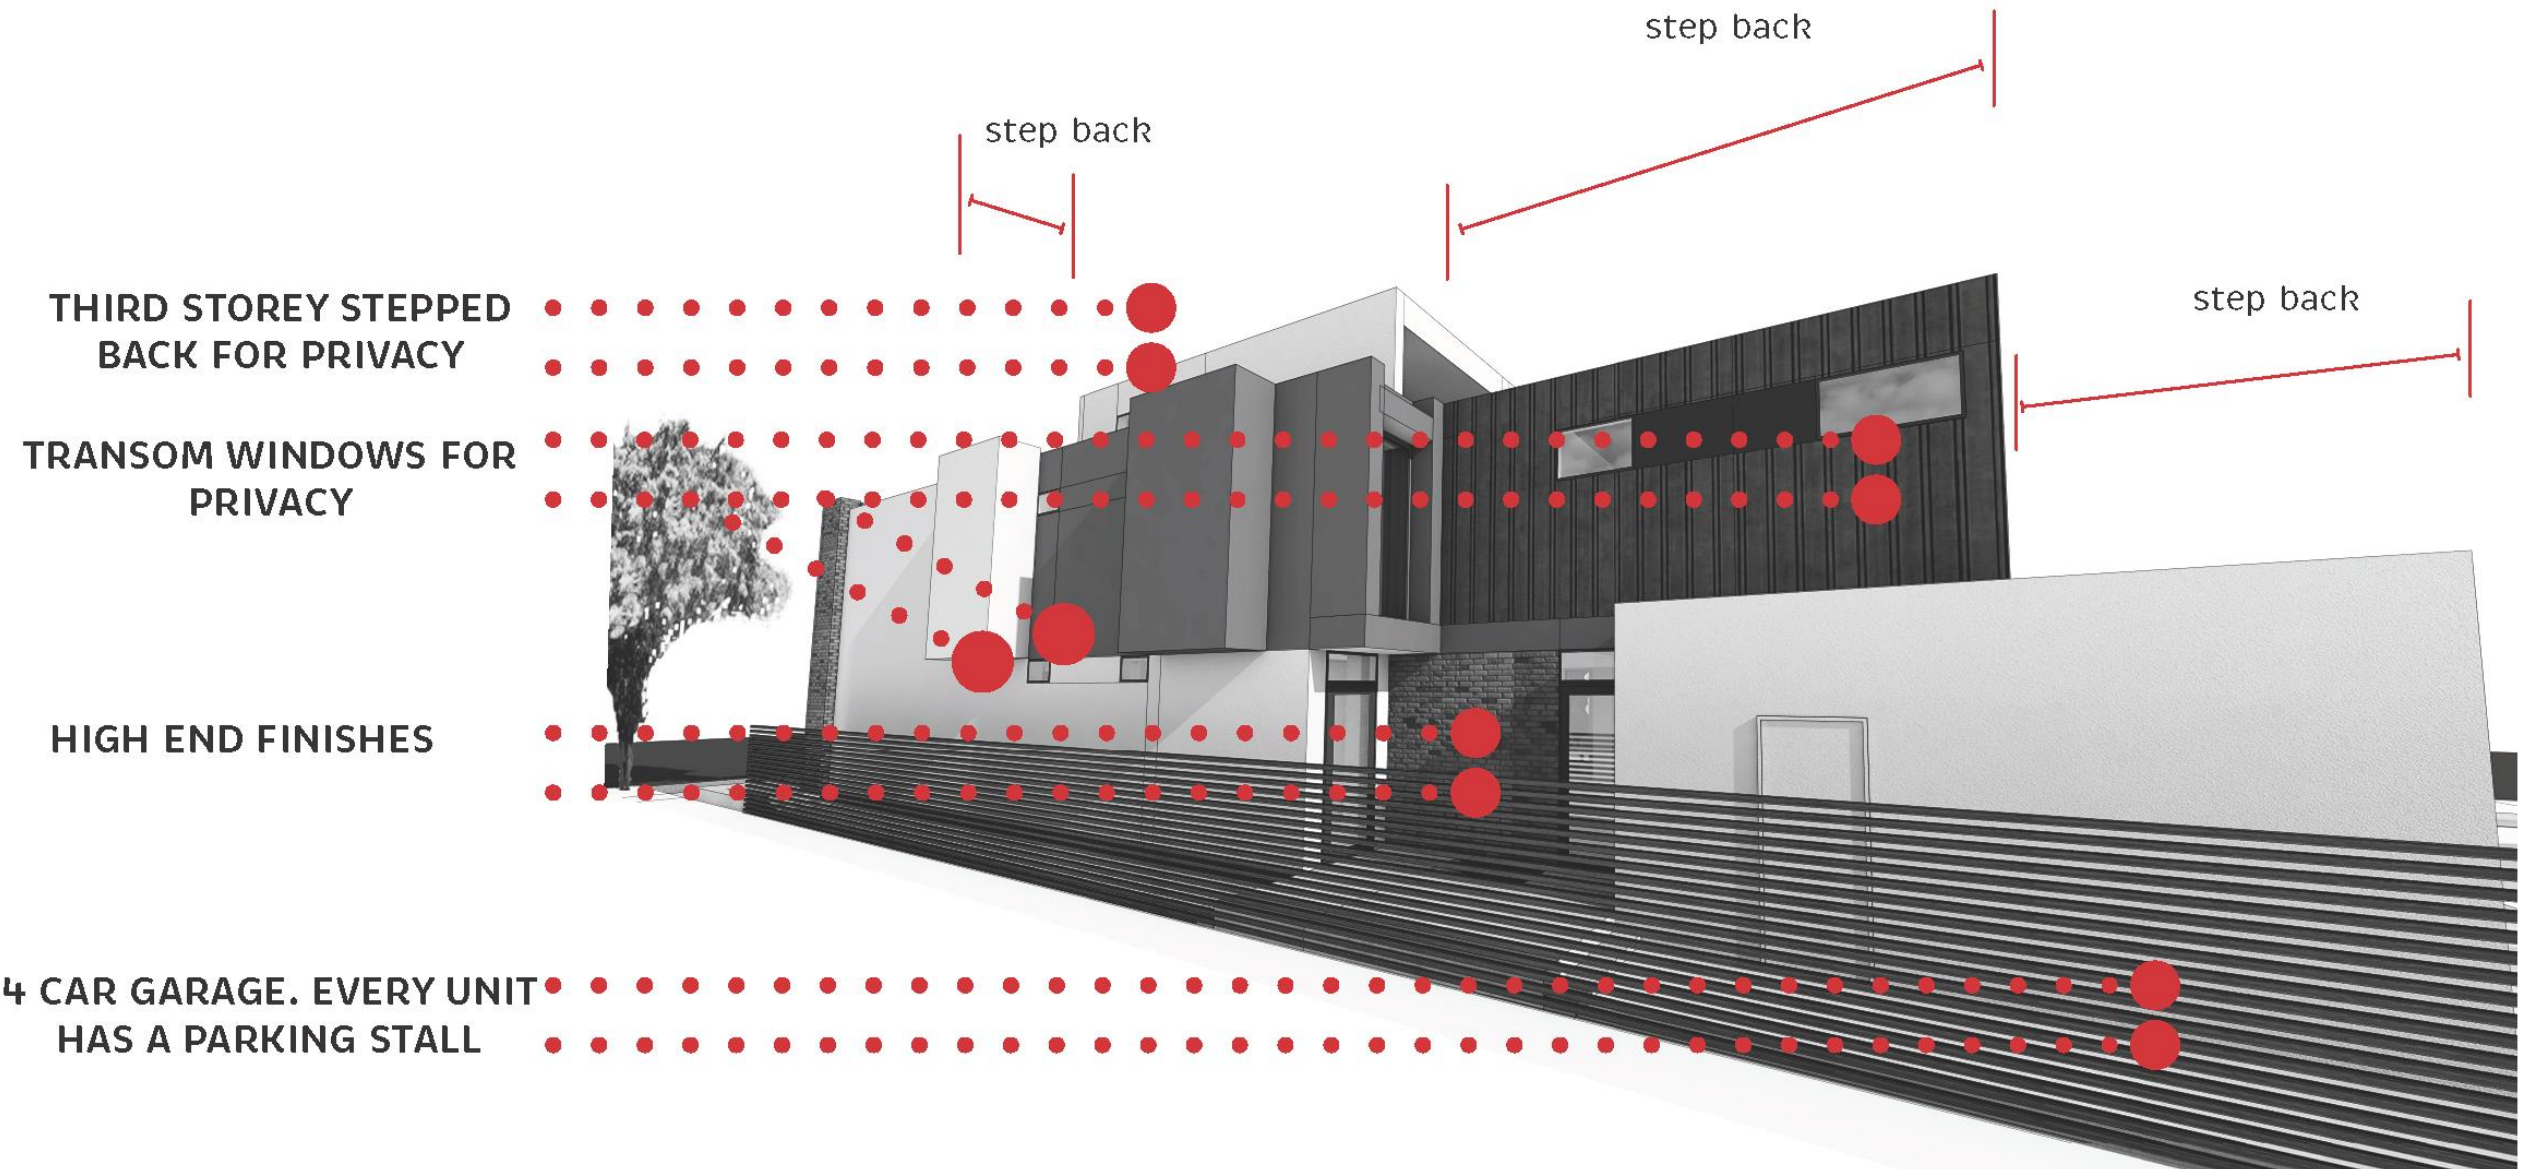 step back
step back
step back
THIRD STOREY STEPPED
BACK FOR PRIVACY
TRANSOM WINDOWS FOR
PRIVACY
HIGH END FINISHES
4 CAR GARAGE. EVERY UNIT
HAS A PARKING STALL